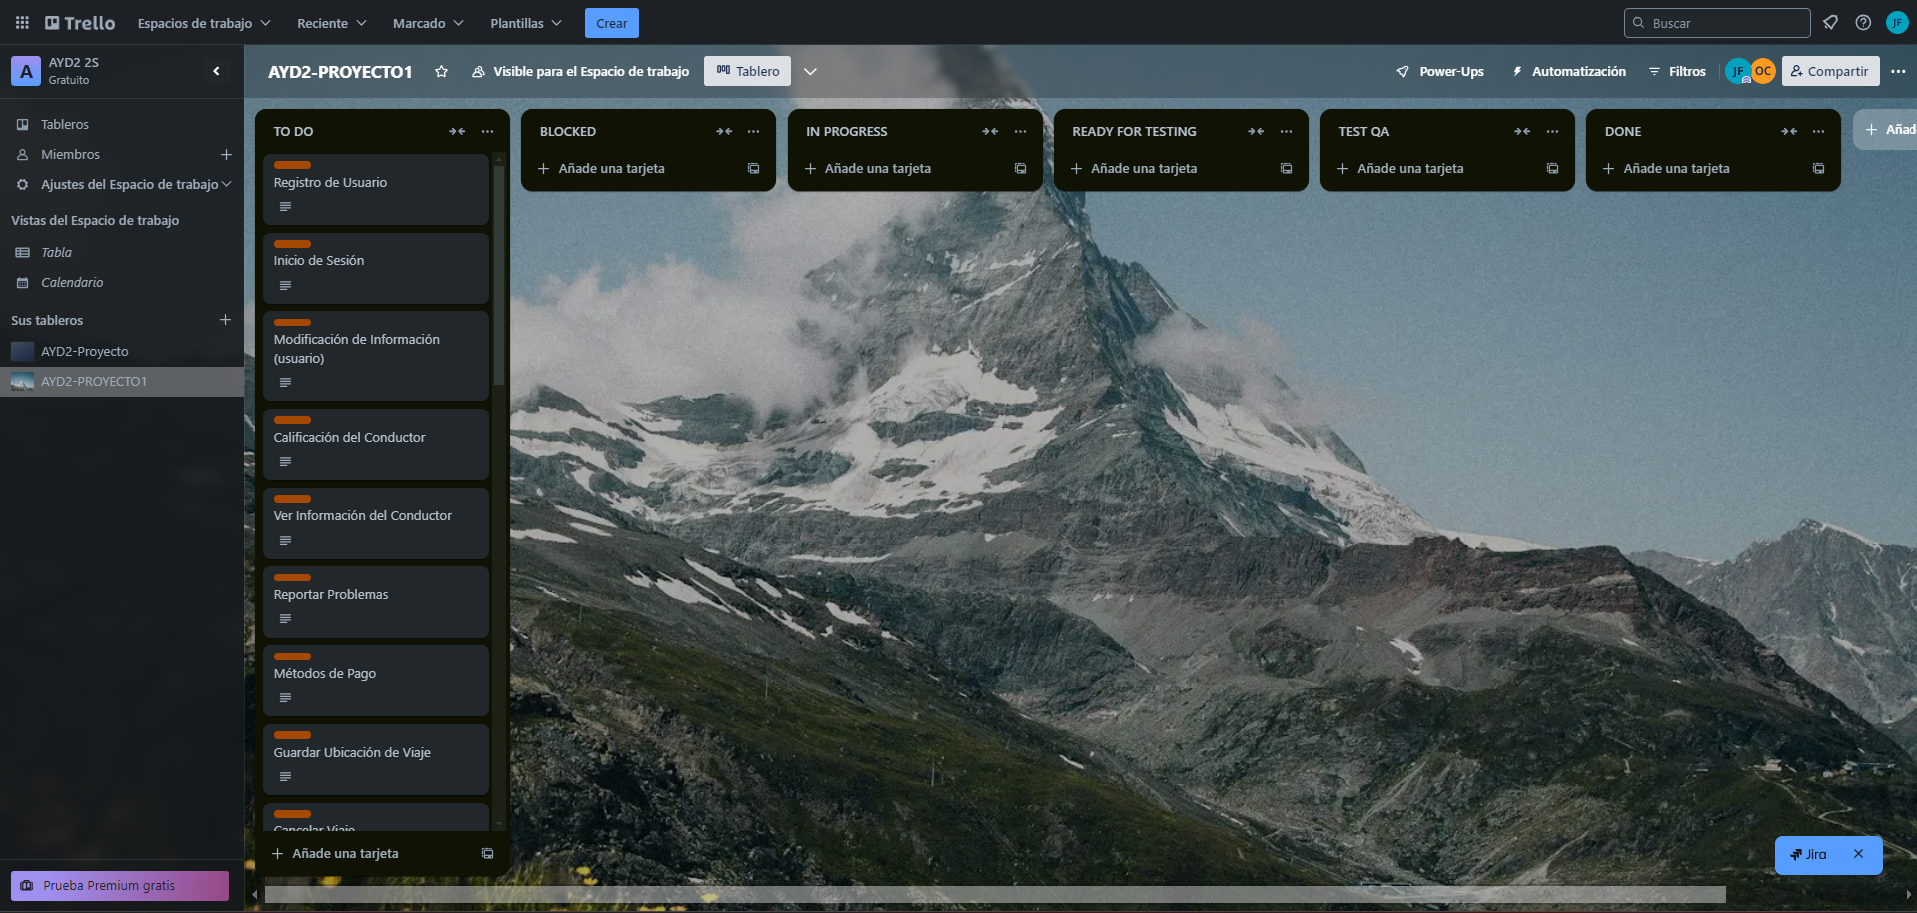 Trello
Espacios de trabajo
Reciente
Marcado
Plantillas
Crear
Buscar
JF
A
AYD2 2S
Gratuito
AYD2-PROYECTO1
Visible para el Espacio de trabajo
Tablero
Power-Ups
Automatización
Filtros
JF
OC
Compartir
Tableros
Miembros
Ajustes del Espacio de trabajo
Vistas del Espacio de trabajo
Tabla
Calendario
Sus tableros
AYD2-Proyecto
AYD2-PROYECTO1
Prueba Premium gratis
TO DO
Registro de Usuario
Inicio de Sesión
Modificación de Información
(usuario)
Calificación del Conductor
Ver Información del Conductor
Reportar Problemas
Métodos de Pago
Guardar Ubicación de Viaje
Cancelar Viaje
Añade una tarjeta
BLOCKED
Añade una tarjeta
IN PROGRESS
Añade una tarjeta
READY FOR TESTING
Añade una tarjeta
TEST QA
Añade una tarjeta
DONE
Añade una tarjeta
Añad
Jira